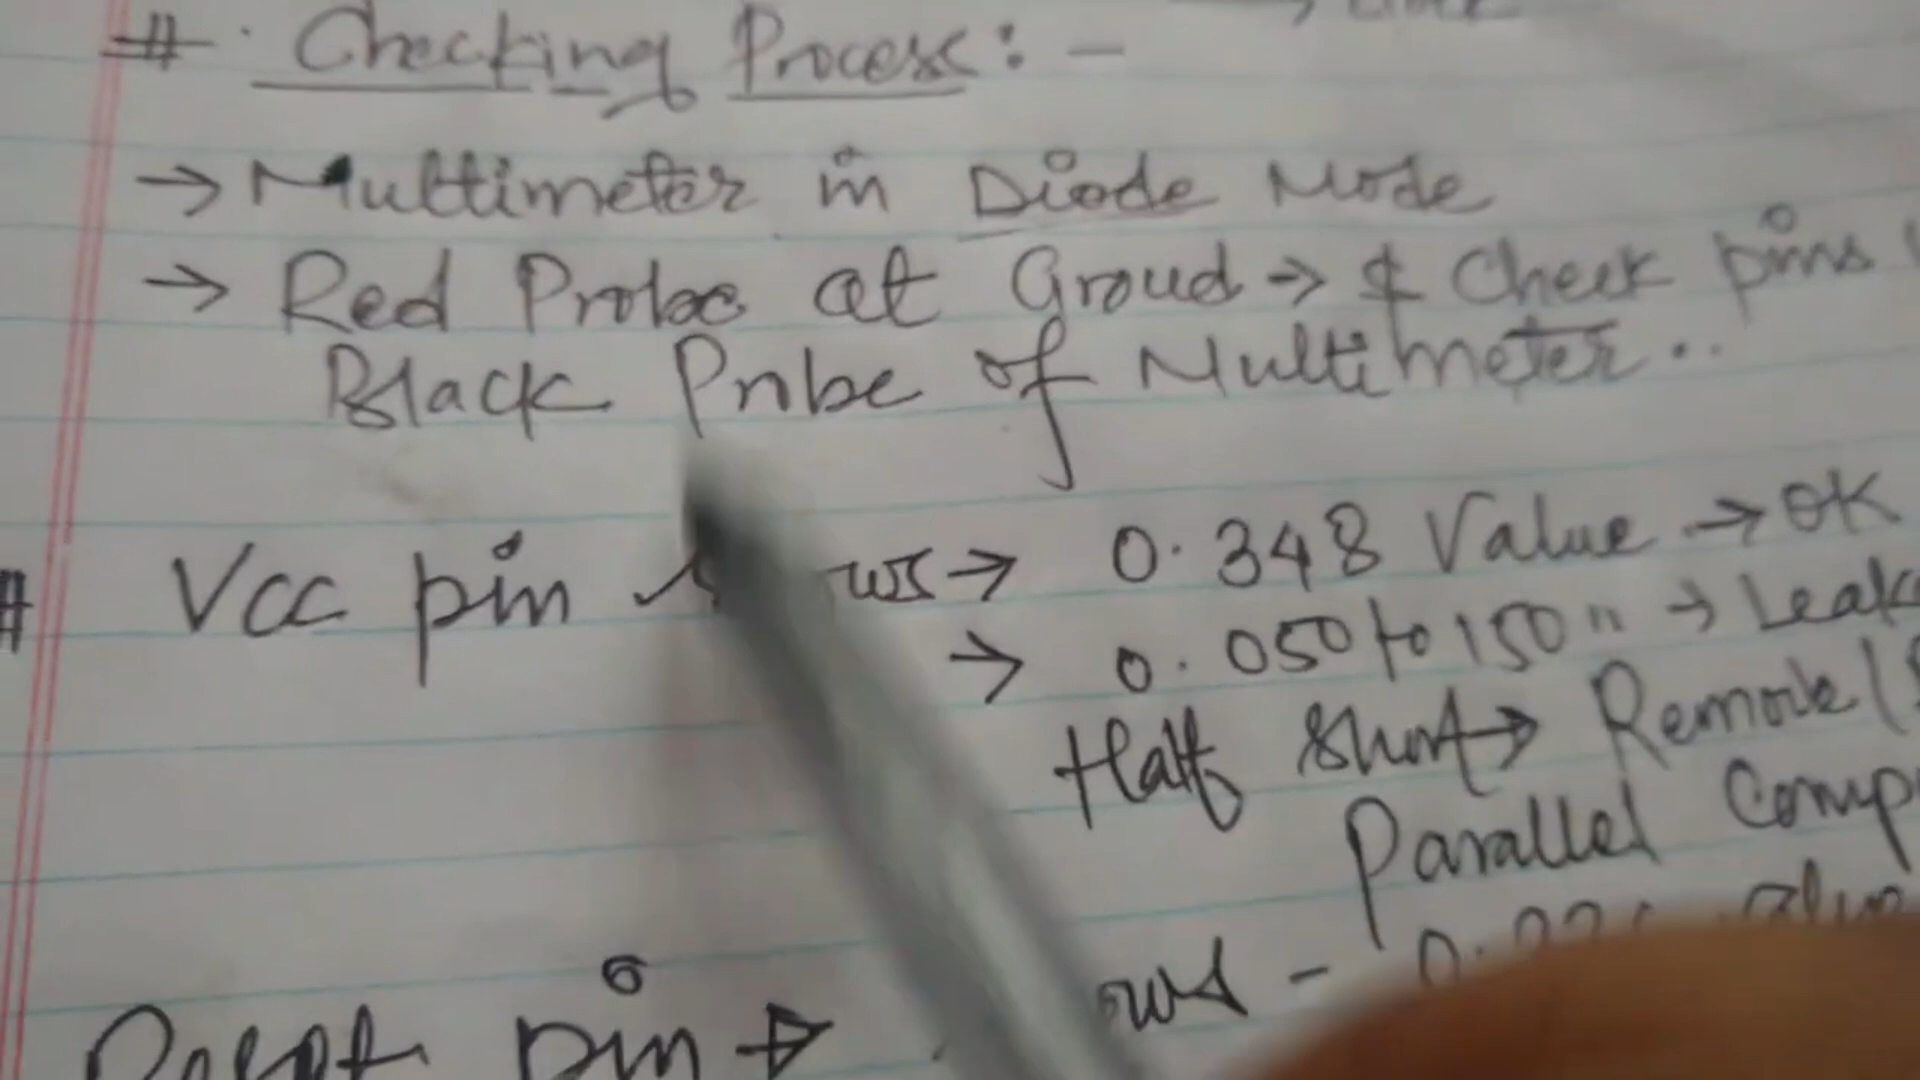 # Checking Process:-
→ Multimeter in Diode Mode
→ Red Probe at Groud → & Check pins
Black Probe of Multimeter..
# Vcc pin → 0.348 Value → OK
→ 0.050 to 150 " → Leak
Half Short → Remove (
Parallel Comp
pin → - 0.